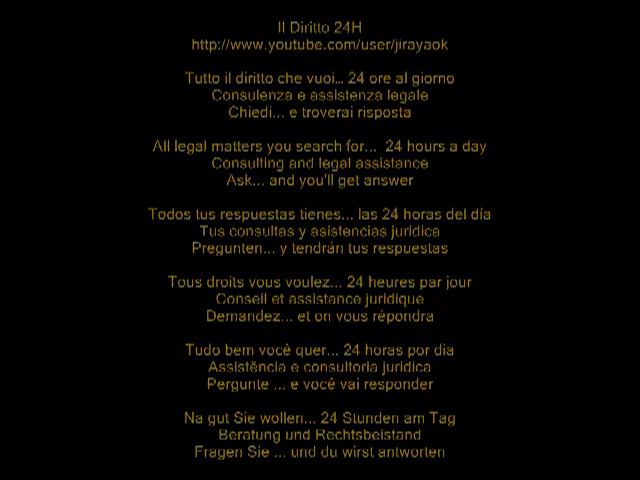 Il Diritto 24H
http://www.youtube.com/user/jirayaok
Tutto il diritto che vuoi... 24 ore al giorno
Consulenza e assistenza legale
Chiedi... e troverai risposta
All legal matters you search for...  24 hours a day
Consulting and legal assistance
Ask... and you'll get answer
Todos tus respuestas tienes... las 24 horas del día
Tus consultas y asistencias juridica
Pregunten... y tendrán tus respuestas
Tous droits vous voulez... 24 heures par jour
Conseil et assistance juridique
Demandez... et on vous répondra
Tudo bem você quer... 24 horas por dia
Assistência e consultoria juridica
Pergunte ... e você vai responder
Na gut Sie wollen... 24 Stunden am Tag
Beratung und Rechtsbeistand
Fragen Sie ... und du wirst antworten